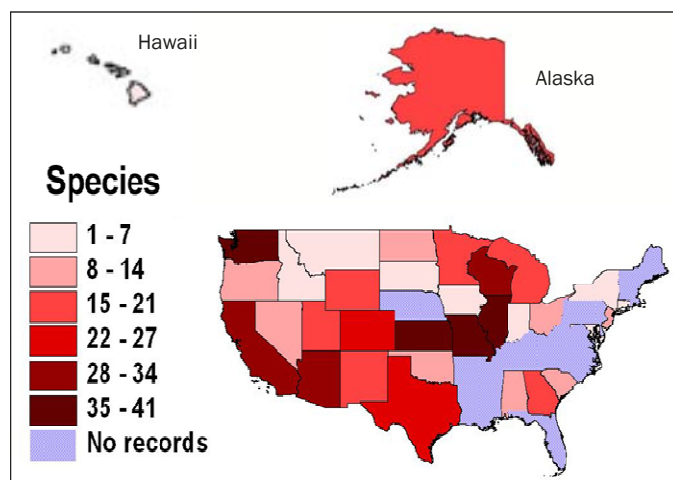 Hawaii
Alaska
Species
1 - 7
8 - 14
15 - 21
22 - 27
28 - 34
35 - 41
No records